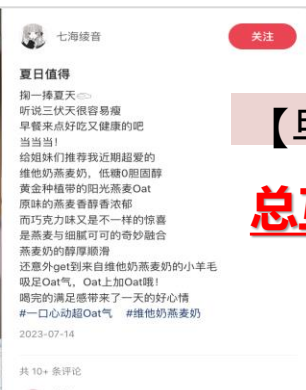 七海绫音
关注
夏日值得
掬一捧夏天
听说三伏天很容易瘦
早餐来点好吃又健康的吧
当当当！
给姐妹们推荐我近期超爱的
维他奶燕麦奶，低糖0胆固醇
黄金种植带的阳光燕麦Oat
原味的燕麦香醇香浓郁
而巧克力味又是不一样的惊喜
是燕麦与细腻可可的奇妙融合
燕麦奶的醇厚顺滑
还意外get到来自维他奶燕麦奶的小羊毛
吸足Oat气，Oat上加Oat哦！
喝完的满足感带来了一天的好心情
#一口心动超Oat气 #维他奶燕麦奶
2023-07-14
共 10+ 条评论
【
总